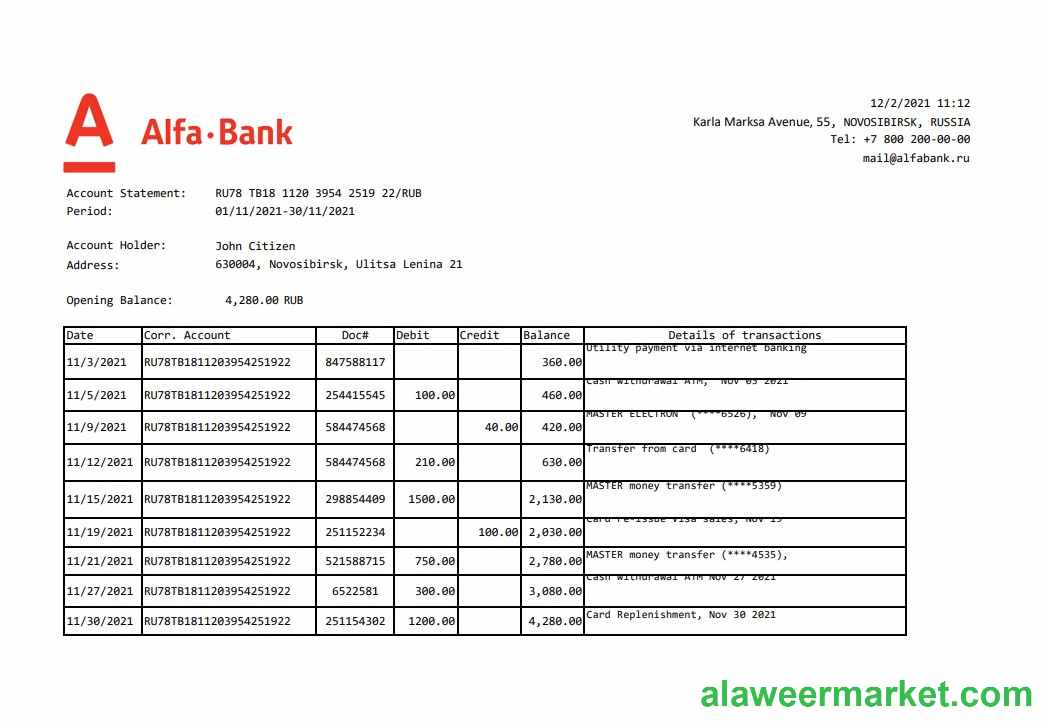 12/2/2021 11:12
Karla Marksa Avenue, 55, NOVOSIBIRSK, RUSSIA
Tel: +7 800 200-00-00
mail@alfabank.ru
A
Alfa·Bank
Account Statement: RU78 TB18 1120 3954 2519 22/RUB
Period: 01/11/2021-30/11/2021
Account Holder: John Citizen
Address: 630004, Novosibirsk, Ulitsa Lenina 21
Opening Balance: 4,280.00 RUB
Date Corr. Account Doc# Debit Credit Balance Details of transactions
11/3/2021 RU78TB1811203954251922 847588117 360.00 Utility payment via internet banking
11/5/2021 RU78TB1811203954251922 254415545 100.00 460.00 Cash withdrawal ATM, Nov 05 2021
11/9/2021 RU78TB1811203954251922 584474568 40.00 420.00 MASTER ELECTRON (****6526), Nov 09
11/12/2021 RU78TB1811203954251922 584474568 210.00 630.00 Transfer from card (****6418)
11/15/2021 RU78TB1811203954251922 298854409 1500.00 2,130.00 MASTER money transfer (****5359)
11/19/2021 RU78TB1811203954251922 251152234 100.00 2,030.00 Card re-issue Visa sales, Nov 19
11/21/2021 RU78TB1811203954251922 521588715 750.00 2,780.00 MASTER money transfer (****4535),
11/27/2021 RU78TB1811203954251922 6522581 300.00 3,080.00 Cash withdrawal ATM Nov 27 2021
11/30/2021 RU78TB1811203954251922 251154302 1200.00 4,280.00 Card Replenishment, Nov 30 2021
alaweermarket.com